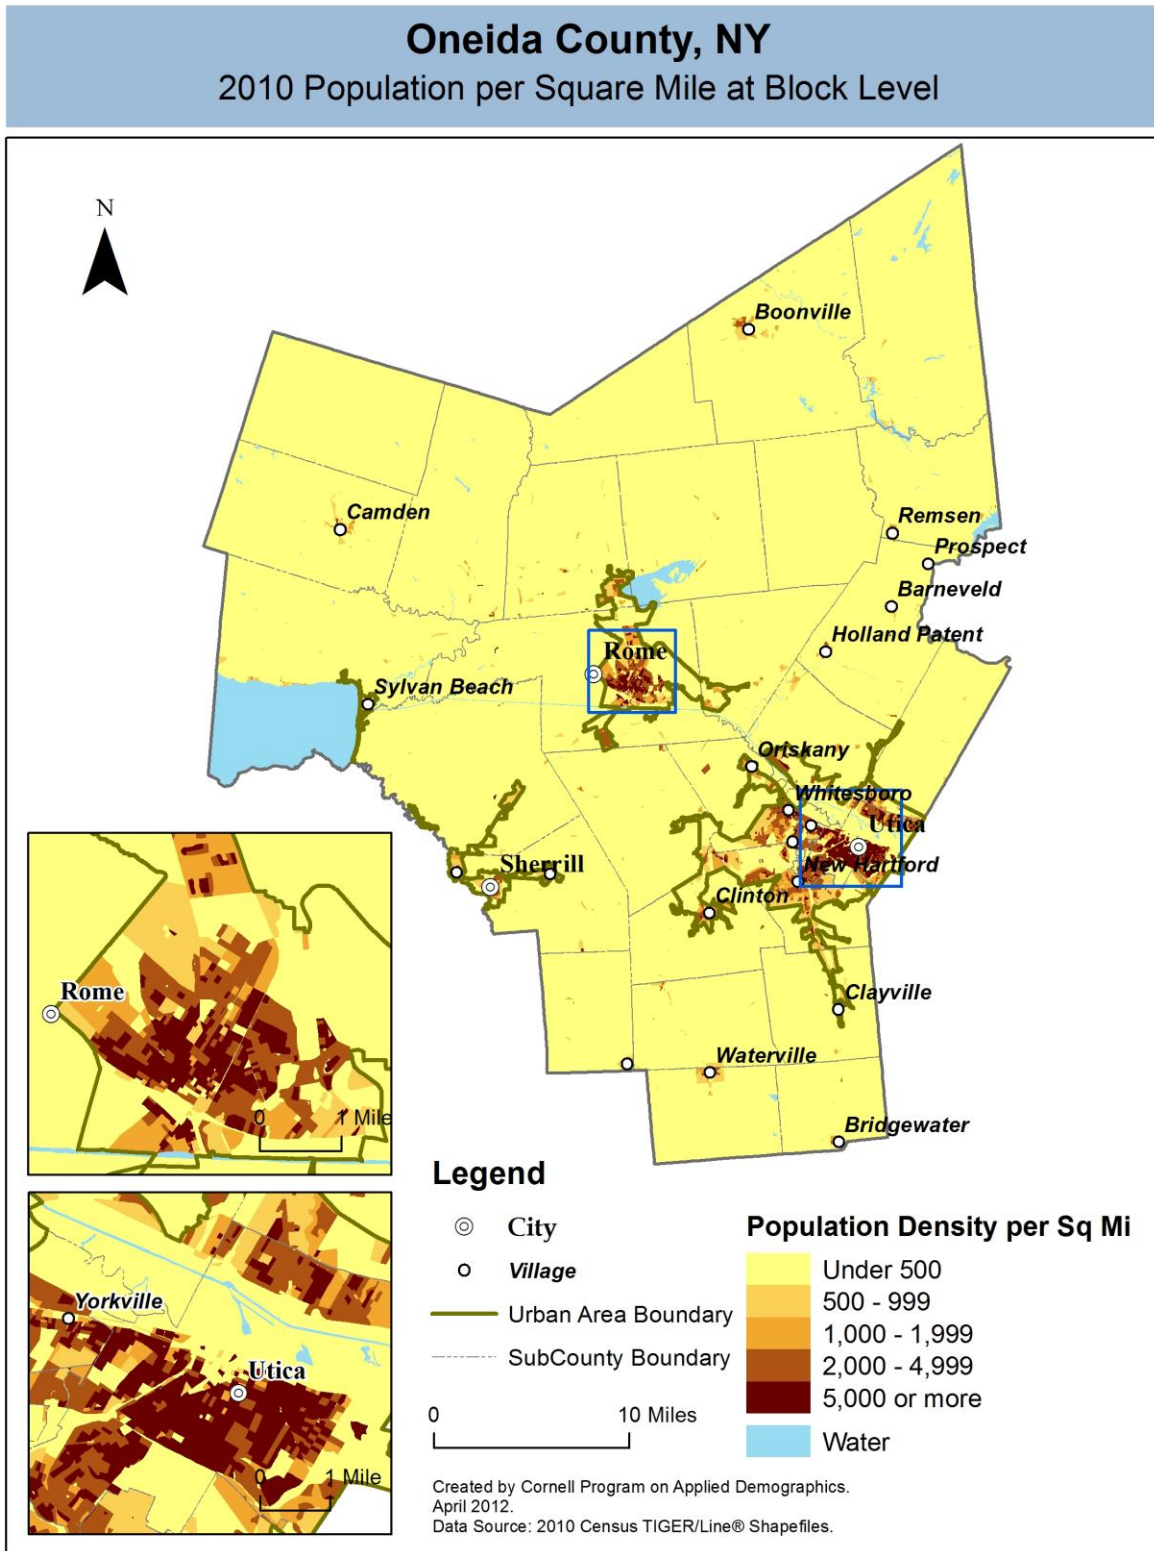 Oneida County, NY
2010 Population per Square Mile at Block Level
N
Boonville
Camden
Remsen
Prospect
Barneveld
Holland Patent
Rome
Sylvan Beach
Oriskany
Whitesboro
Utica
New Hartford
Sherrill
Clinton
Clayville
Waterville
Bridgewater
Rome
0 1 Mile
Yorkville
Utica
0 1 Mile
Legend
City
Village
Urban Area Boundary
SubCounty Boundary
0 10 Miles
Population Density per Sq Mi
Under 500
500 - 999
1,000 - 1,999
2,000 - 4,999
5,000 or more
Water
Created by Cornell Program on Applied Demographics.
April 2012.
Data Source: 2010 Census TIGER/Line® Shapefiles.